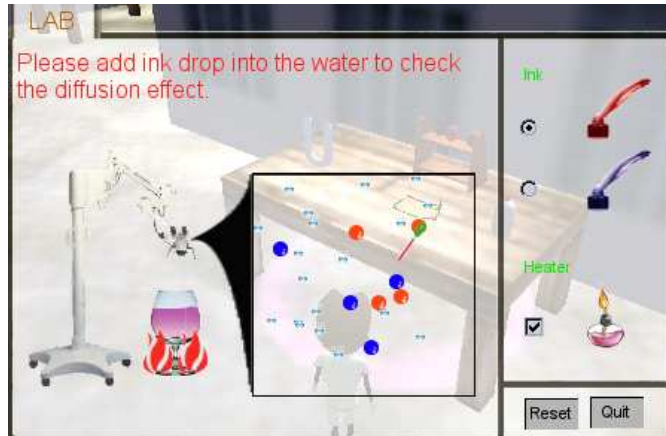 LAB
Please add ink drop into the water to check
the diffusion effect.
Ink
Heater
Reset
Quit